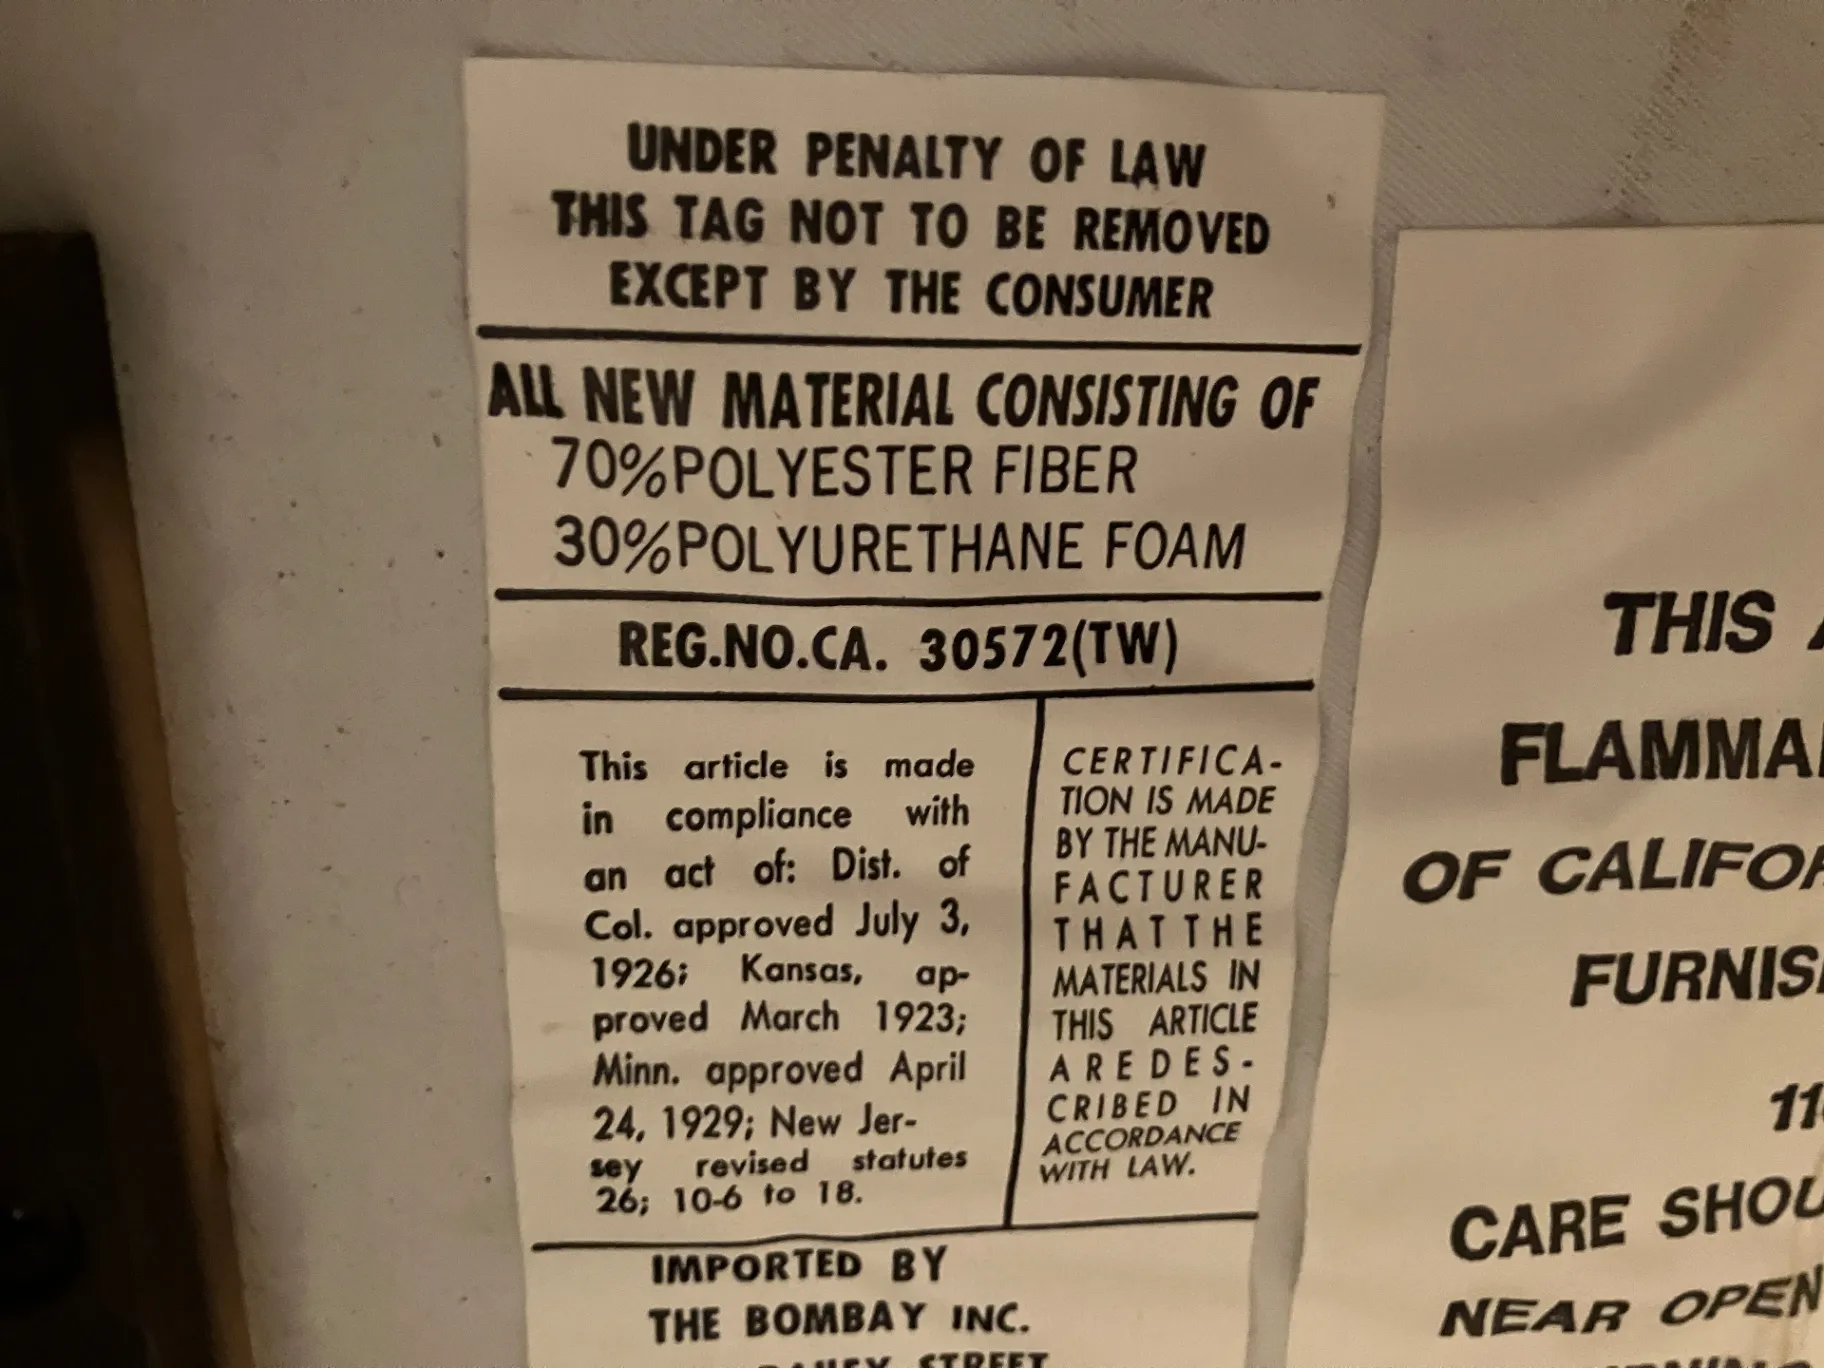 UNDER PENALTY OF LAW
THIS TAG NOT TO BE REMOVED
EXCEPT BY THE CONSUMER
ALL NEW MATERIAL CONSISTING OF
70%POLYESTER FIBER
30%POLYURETHANE FOAM
REG.NO.CA. 30572(TW)
This article is made
in compliance with
an act of: Dist. of
Col. approved July 3,
1926; Kansas, ap-
proved March 1923;
Minn. approved April
24, 1929; New Jer-
sey revised statutes
26; 10-6 to 18.
CERTIFICA-
TION IS MADE
BY THE MANU-
FACTURER
THAT THE
MATERIALS IN
THIS ARTICLE
ARE DES-
CRIBED IN
ACCORDANCE
WITH LAW.
IMPORTED BY
THE BOMBAY INC.
STREET
THIS
OF
CARE
NEAR